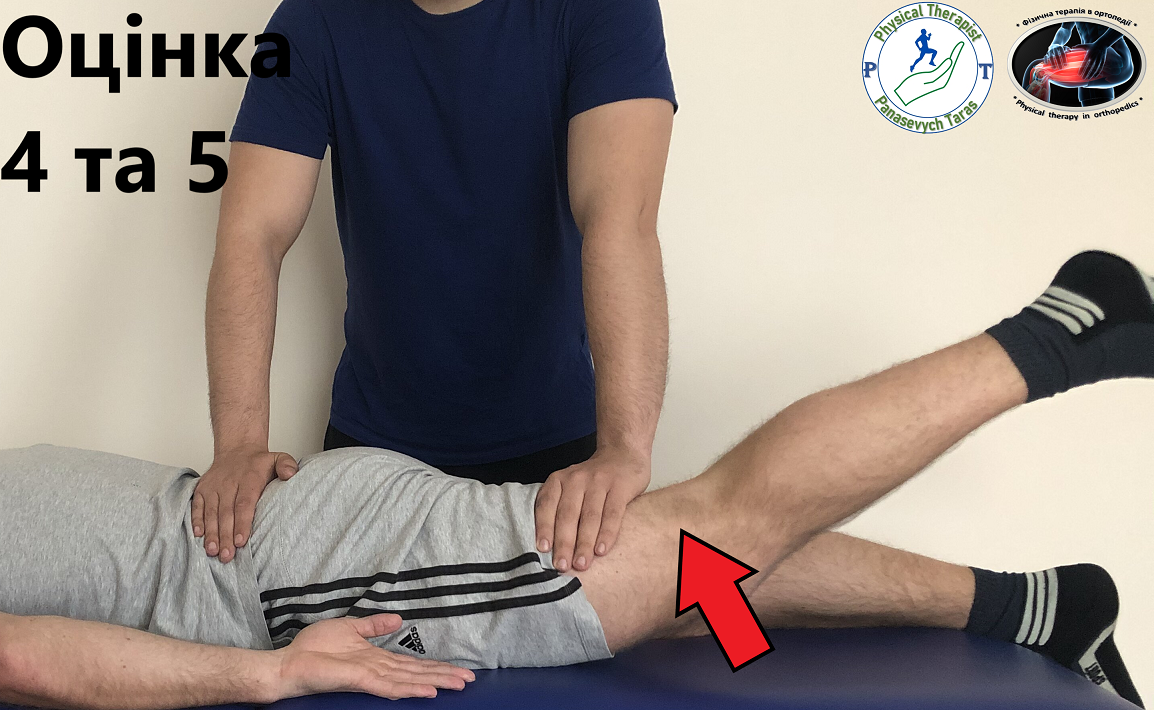 Оцінка
4 та 5
Physical Therapist
P T
Panasevych Taras
* Фізична терапія в ортопедії *
* Physical therapy in orthopedics *
adidas